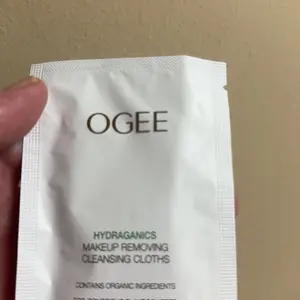 OGEE
HYDRAGANICS
MAKEUP REMOVING
CLEANSING CLOTHS
CONTAINS ORGANIC INGREDIENTS